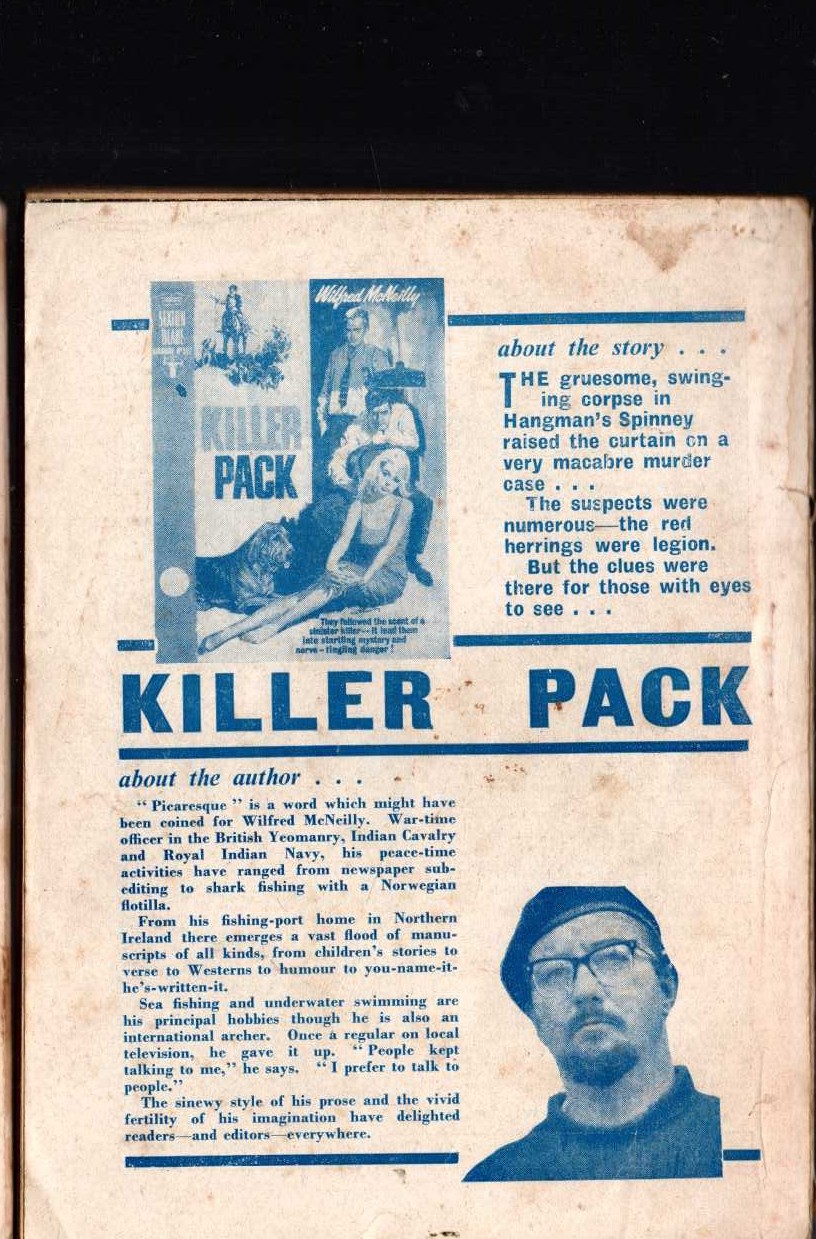 Wilfred McNeilly
SEXTON
BLAKE
KILLER
PACK
They followed the scent of a
sinister killer—it lead them
into startling mystery and
nerve-tingling danger!
about the story . . .
THE gruesome, swing-
ing corpse in
Hangman's Spinney
raised the curtain on a
very macabre murder
case . . .
The suspects were
numerous—the red
herrings were legion.
But the clues were
there for those with eyes
to see . . .
KILLER PACK
about the author . . .
“ Picaresque ” is a word which might have
been coined for Wilfred McNeilly. War-time
officer in the British Yeomanry, Indian Cavalry
and Royal Indian Navy, his peace-time
activities have ranged from newspaper sub-
editing to shark fishing with a Norwegian
flotilla.
From his fishing-port home in Northern
Ireland there emerges a vast flood of manu-
scripts of all kinds, from children's stories to
verse to Westerns to humour to you-name-it-
he's-written-it.
Sea fishing and underwater swimming are
his principal hobbies though he is also an
international archer. Once a regular on local
television, he gave it up. “ People kept
talking to me,” he says. “ I prefer to talk to
people.”
The sinewy style of his prose and the vivid
fertility of his imagination have delighted
readers—and editors—everywhere.